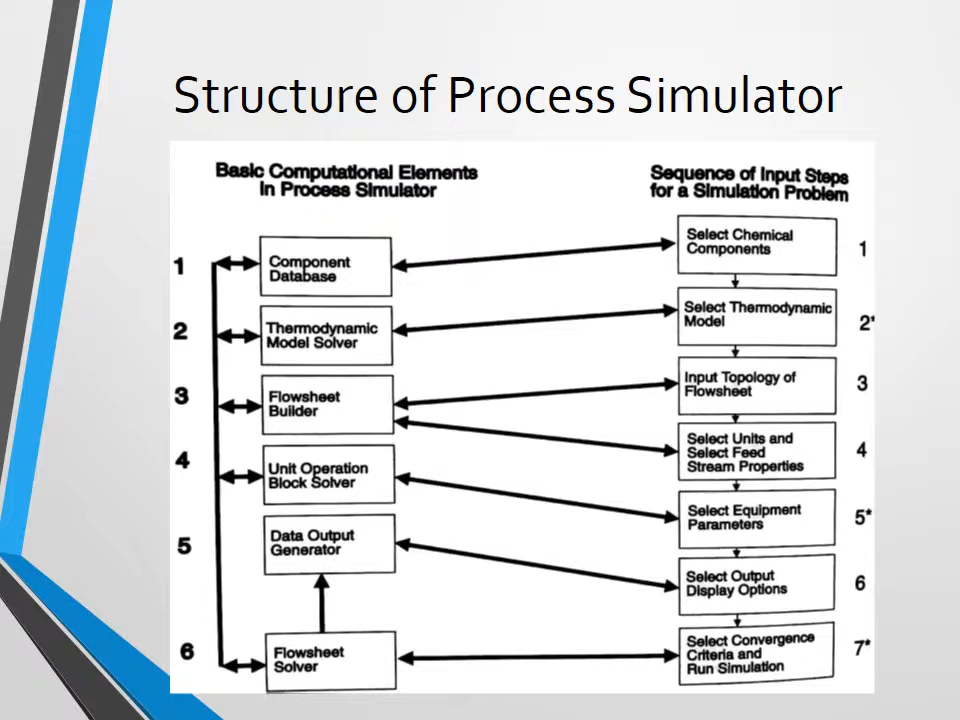 Structure of Process Simulator
Basic Computational Elements
in Process Simulator
Sequence of Input Steps
for a Simulation Problem
1
Component
Database
2
Thermodynamic
Model Solver
3
Flowsheet
Builder
4
Unit Operation
Block Solver
5
Data Output
Generator
6
Flowsheet
Solver
Select Chemical
Components
1
Select Thermodynamic
Model
2*
Input Topology of
Flowsheet
3
Select Units and
Select Feed
Stream Properties
4
Select Equipment
Parameters
5*
Select Output
Display Options
6
Select Convergence
Criteria and
Run Simulation
7*